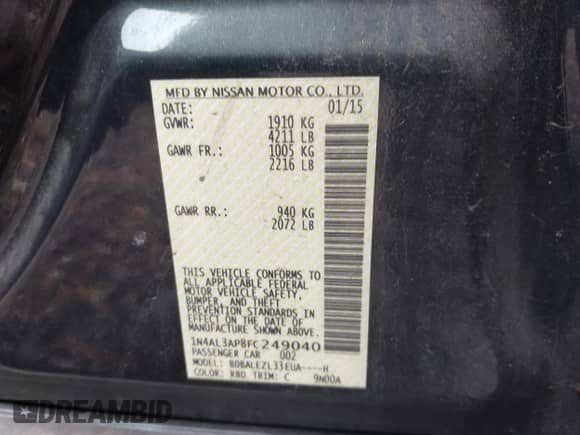 MFD BY NISSAN MOTOR CO., LTD.
DATE: 01/15
GVWR: 1910 KG
4211 LB
GAWR FR.: 1005 KG
2216 LB
GAWR RR.: 940 KG
2072 LB
THIS VEHICLE CONFORMS TO
ALL APPLICABLE FEDERAL
MOTOR VEHICLE SAFETY,
BUMPER, AND THEFT
PREVENTION STANDARDS IN
EFFECT ON THE DATE OF
MANUFACTURE SHOWN ABOVE.
1N4AL3AP8FC249040
PASSENGER CAR 002
MODEL: BDBALEZL33EUA----H
COLOR: RBD TRIM: C 9N00A
DREAMBID